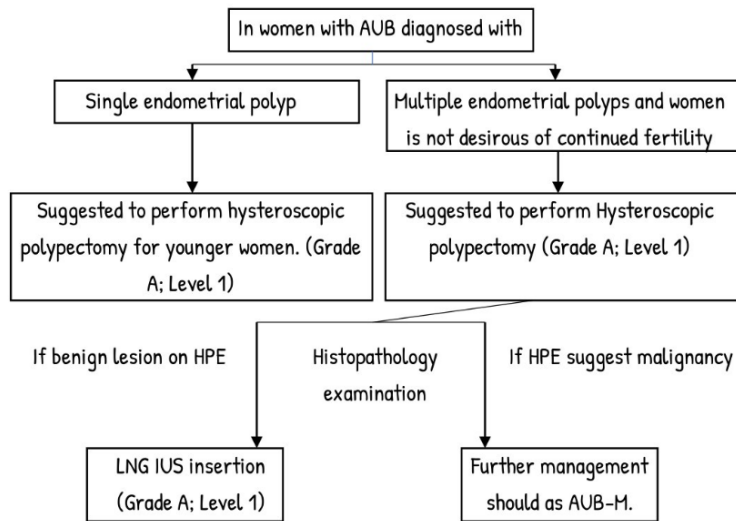 In women with AUB diagnosed with
Single endometrial polyp
Multiple endometrial polyps and women
is not desirous of continued fertility
Suggested to perform hysteroscopic
polypectomy for younger women. (Grade
A; Level 1)
Suggested to perform Hysteroscopic
polypectomy (Grade A; Level 1)
If benign lesion on HPE
Histopathology
examination
If HPE suggest malignancy
LNG IUS insertion
(Grade A; Level 1)
Further management
should as AUB-M.